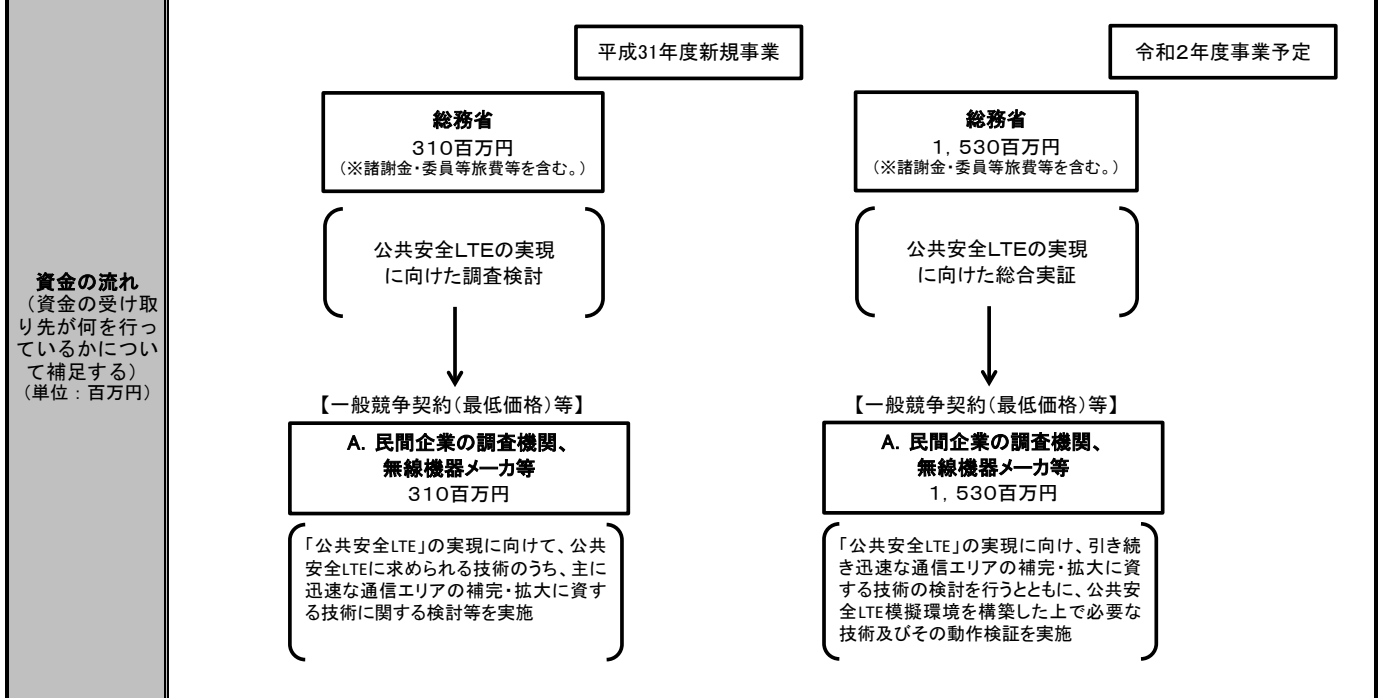 資金の流れ
(資金の受け取
り先が何を行っ
ているかについ
て補足する)
(単位：百万円)
平成31年度新規事業
総務省
310百万円
(※諸謝金・委員等旅費等を含む。)
公共安全LTEの実現
に向けた調査検討
【一般競争契約(最低価格)等】
A. 民間企業の調査機関、
無線機器メーカ等
310百万円
「公共安全LTE」の実現に向けて、公共
安全LTEに求められる技術のうち、主に
迅速な通信エリアの補完・拡大に資す
る技術に関する検討等を実施
令和2年度事業予定
総務省
1，530百万円
(※諸謝金・委員等旅費等を含む。)
公共安全LTEの実現
に向けた総合実証
【一般競争契約(最低価格)等】
A. 民間企業の調査機関、
無線機器メーカ等
1，530百万円
「公共安全LTE」の実現に向け、引き続
き迅速な通信エリアの補完・拡大に資
する技術の検討を行うとともに、公共安
全LTE模擬環境を構築した上で必要な
技術及びその動作検証を実施